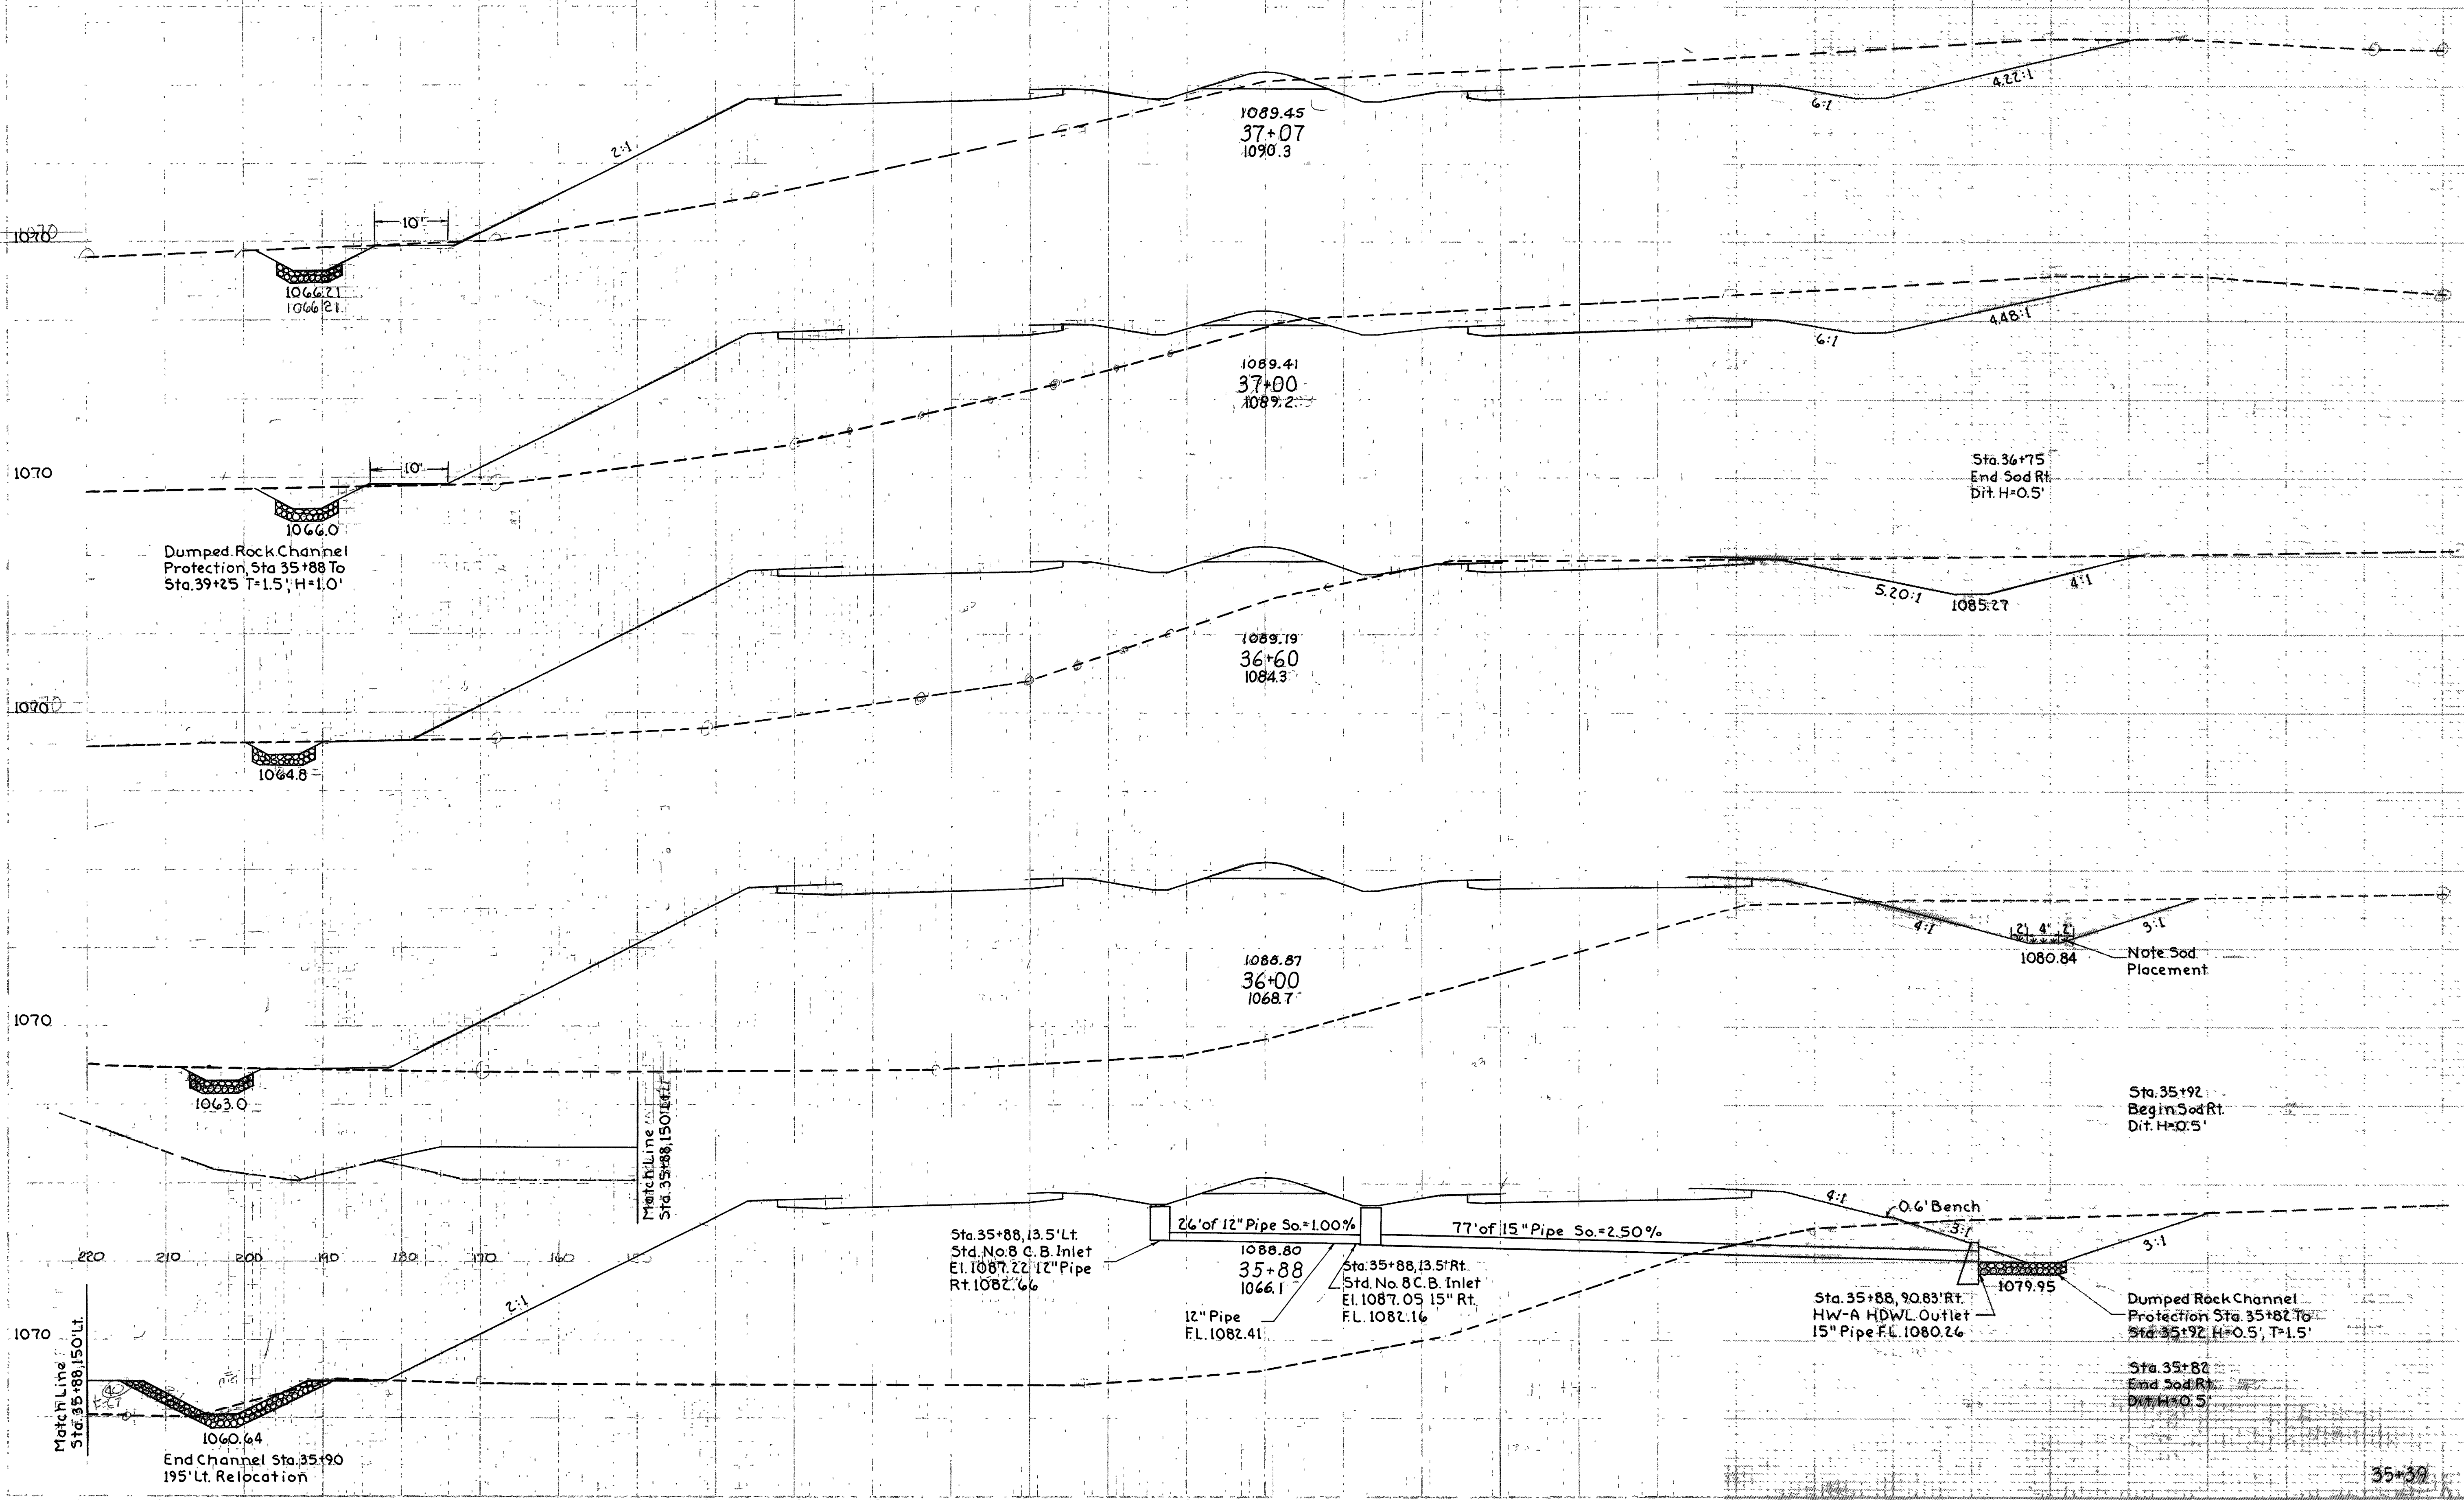 4.22:1
6:1
1089.45
37+07
1090.3
2:1
10'
1070
1066.21
1066.21
4.48:1
6:1
1089.41
37+00
1089.2
Sta.36+75
End Sod Rt.
Dit. H=0.5'
10'
1070
1066.0
Dumped Rock Channel
Protection, Sta 35+88 To
Sta.39+25 T=1.5', H=1.0'
5.20:1
4:1
1085.27
1089.19
36+60
1084.3
1070
1064.8
4:1
2' 4' 2'
3:1
1080.84
Note Sod
Placement
1088.87
36+00
1068.7
1070
1063.0
Match Line
Sta.35+88,150'Lt.
Sta.35+92
Begin Sod Rt.
Dit. H=0.5'
4:1
0.6' Bench
3:1
3:1
26' of 12" Pipe So.=1.00%
77' of 15" Pipe So.=2.50%
Sta.35+88,13.5'Lt.
Std. No.8 C.B. Inlet
El.1087.22 12" Pipe
Rt.1082.66
1088.80
35+88
1066.1
Sta.35+88,13.5'Rt.
Std. No. 8 C.B. Inlet
El.1087.05 15" Rt.
F.L.1082.16
12" Pipe
F.L.1082.41
1079.95
Sta.35+88, 90.83' Rt.
HW-A HDWL Outlet
15" Pipe F.L.1080.26
Dumped Rock Channel
Protection Sta.35+82 To
Sta.35+92 H=0.5', T=1.5'
Sta.35+82
End Sod Rt.
Dit. H=0.5'
220 210 200 190 180 170 160
2:1
1070
Match Line
Sta.35+88,150'Lt.
1060.64
End Channel Sta.35+90
195' Lt. Relocation
35+39